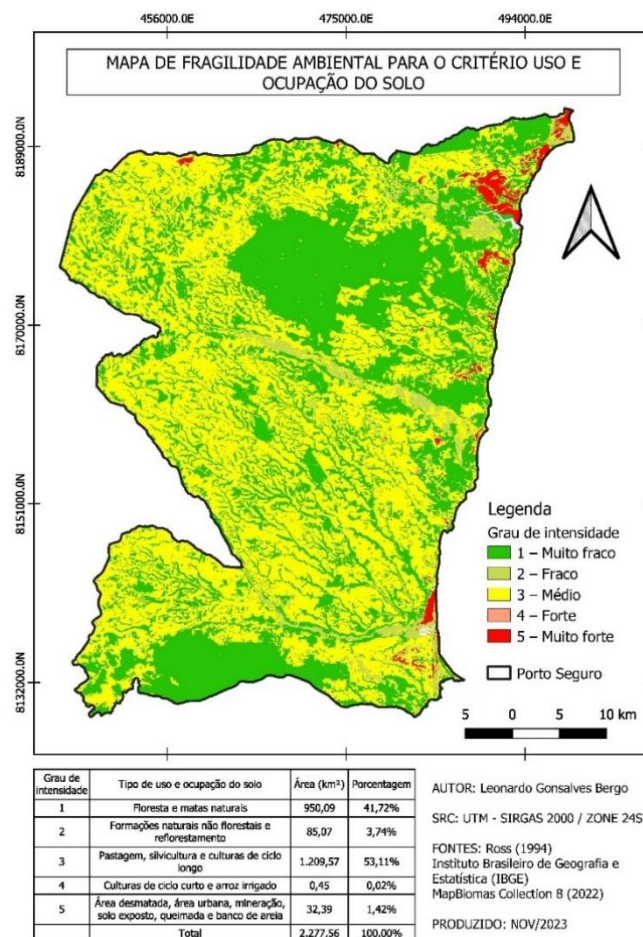 456000.0E 475000.0E 494000.0E
MAPA DE FRAGILIDADE AMBIENTAL PARA O CRITÉRIO USO E
OCUPAÇÃO DO SOLO
8189000.0N
8170000.0N
8151000.0N
8132000.0N
Legenda
Grau de intensidade
1 – Muito fraco
2 – Fraco
3 – Médio
4 – Forte
5 – Muito forte
Porto Seguro
5 0 5 10 km
Grau de intensidade Tipo de uso e ocupação do solo Área (km²) Porcentagem
1 Floresta e matas naturais 950,09 41,72%
2 Formações naturais não florestais e reflorestamento 85,07 3,74%
3 Pastagem, silvicultura e culturas de ciclo longo 1.209,57 53,11%
4 Culturas de ciclo curto e arroz irrigado 0,45 0,02%
5 Área desmatada, área urbana, mineração, solo exposto, queimada e banco de areia 32,39 1,42%
Total 2.277,56 100,00%
AUTOR: Leonardo Gonsalves Bergo
SRC: UTM - SIRGAS 2000 / ZONE 24S
FONTES: Ross (1994)
Instituto Brasileiro de Geografia e
Estatística (IBGE)
MapBiomas Collection 8 (2022)
PRODUZIDO: NOV/2023